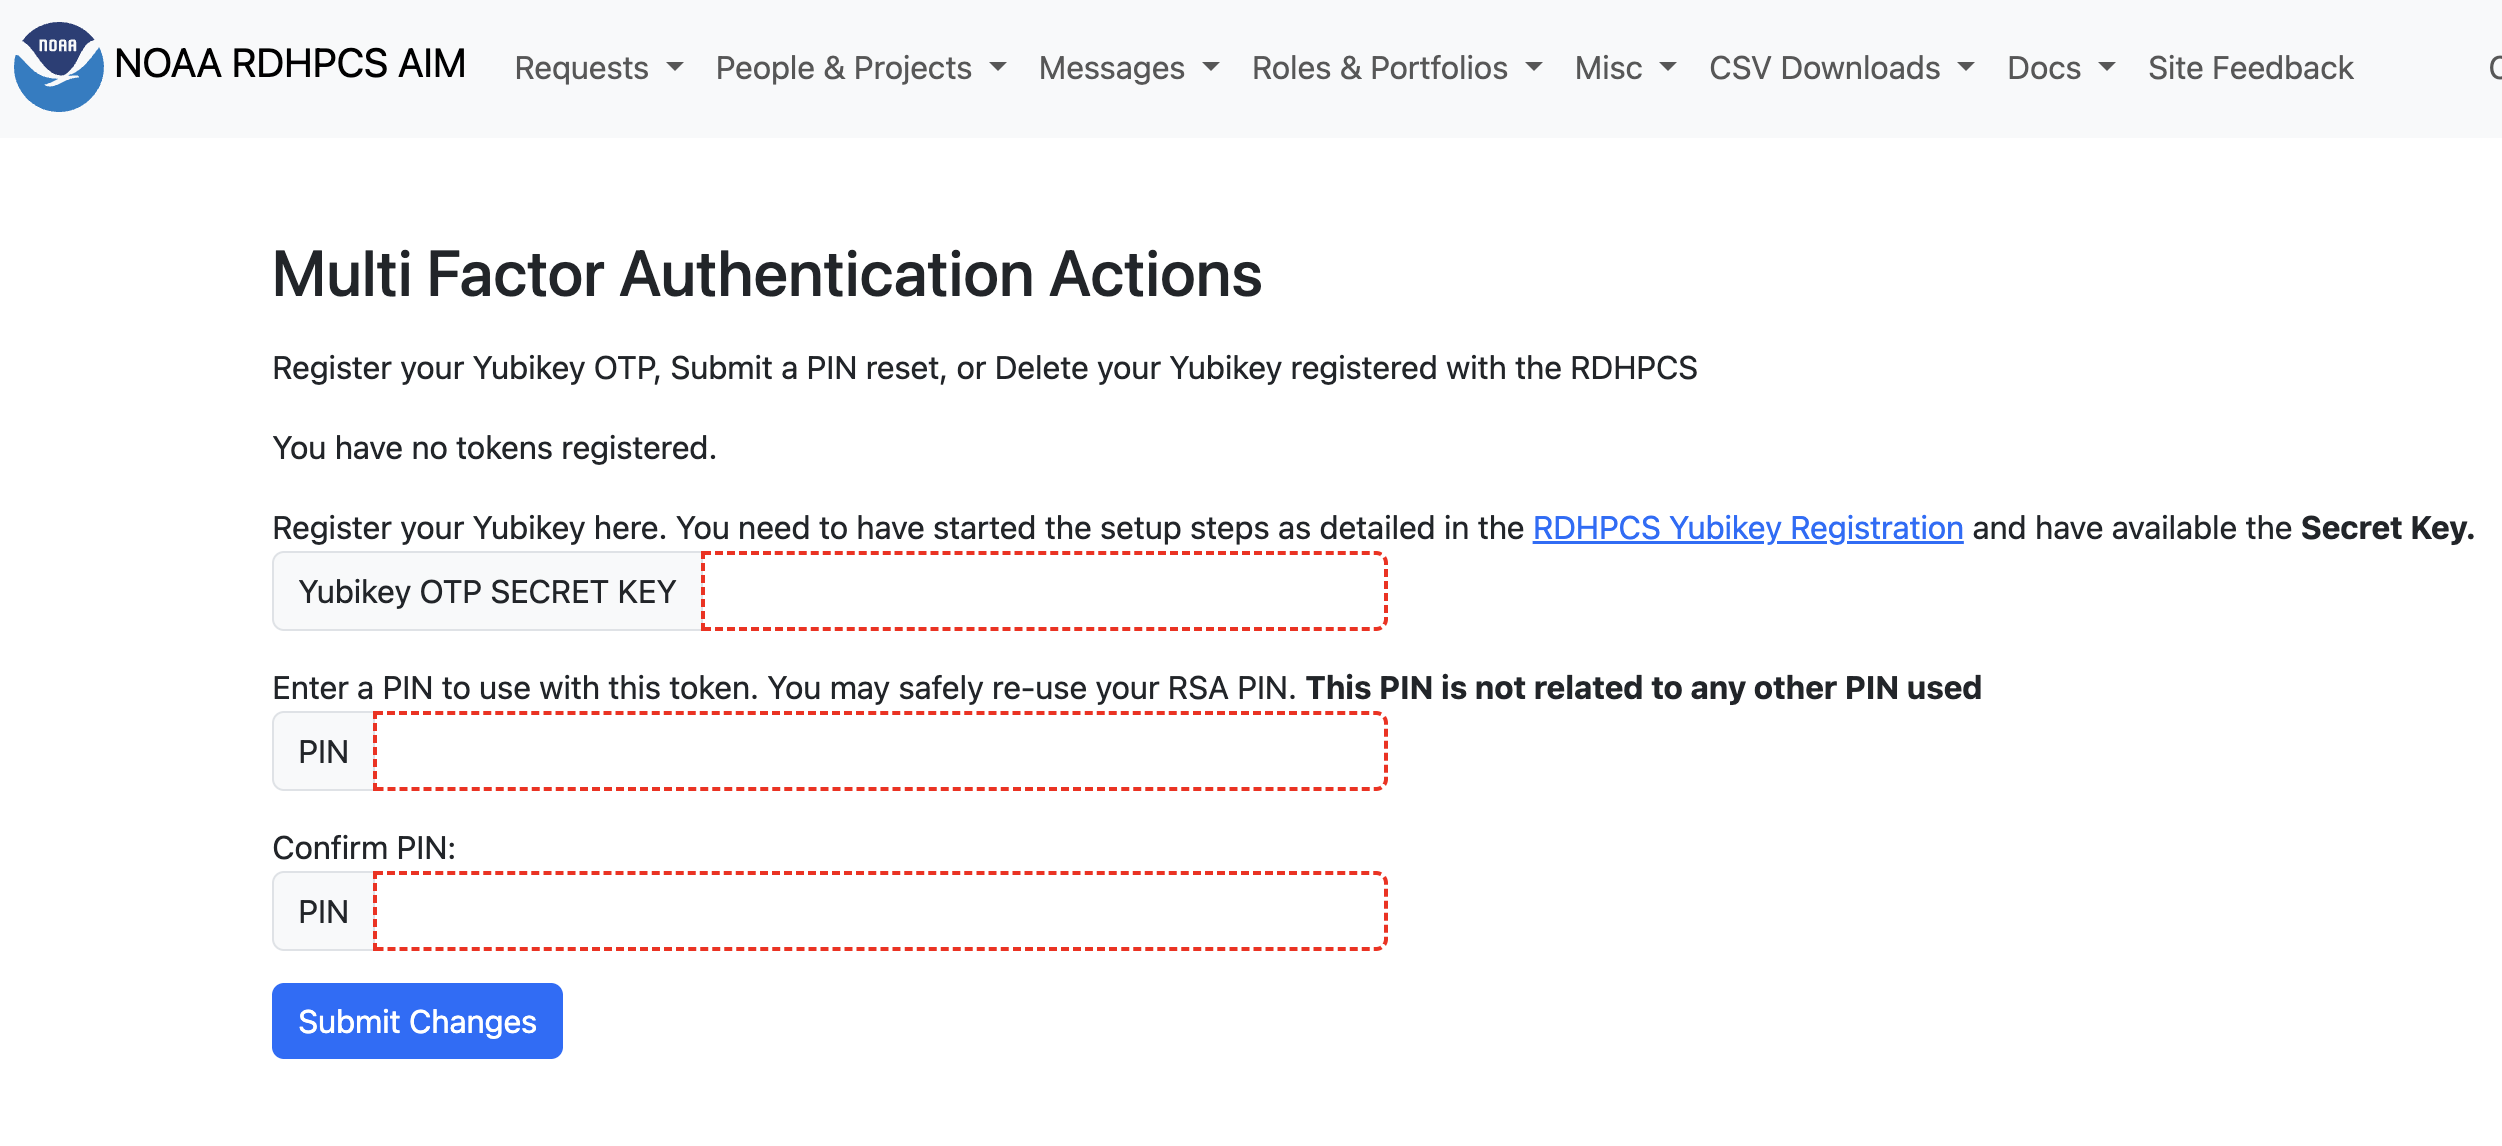 NOAA
NOAA RDHPCS AIM Requests People & Projects Messages Roles & Portfolios Misc CSV Downloads Docs Site Feedback
Multi Factor Authentication Actions
Register your Yubikey OTP, Submit a PIN reset, or Delete your Yubikey registered with the RDHPCS
You have no tokens registered.
Register your Yubikey here. You need to have started the setup steps as detailed in the RDHPCS Yubikey Registration and have available the Secret Key.
Yubikey OTP SECRET KEY
Enter a PIN to use with this token. You may safely re-use your RSA PIN. This PIN is not related to any other PIN used
PIN
Confirm PIN:
PIN
Submit Changes